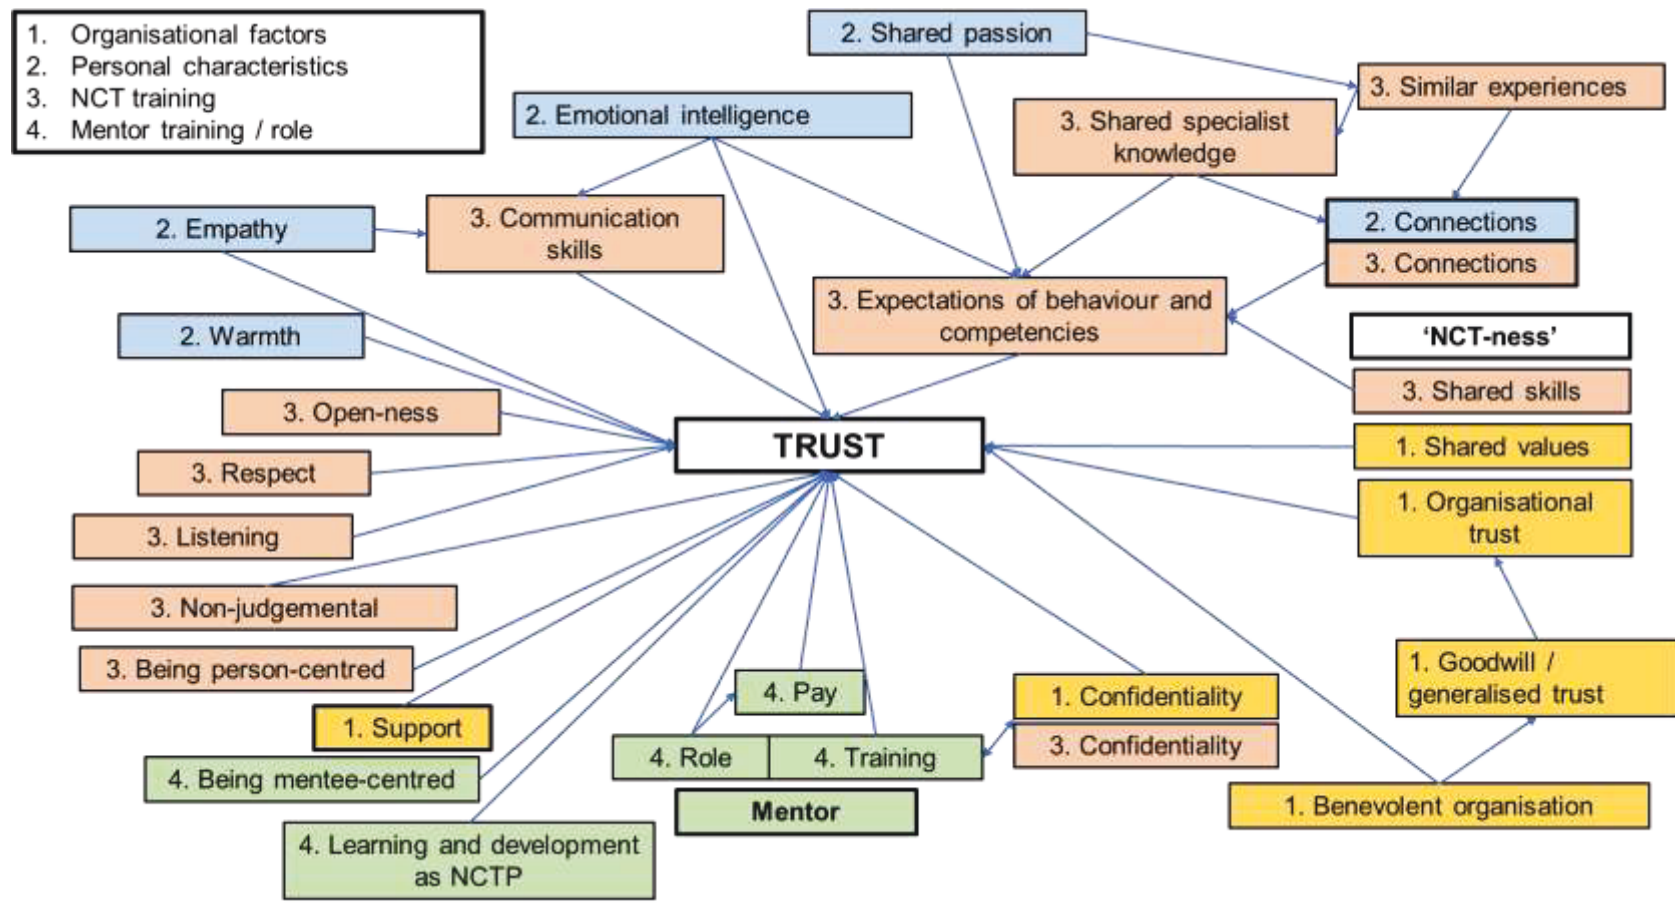 1. Organisational factors
2. Personal characteristics
3. NCT training
4. Mentor training / role
2. Shared passion
3. Similar experiences
2. Emotional intelligence
3. Shared specialist
knowledge
2. Empathy
3. Communication
skills
2. Connections
3. Connections
3. Expectations of behaviour and
competencies
2. Warmth
'NCT-ness'
3. Shared skills
3. Open-ness
TRUST
1. Shared values
3. Respect
1. Organisational
trust
3. Listening
3. Non-judgemental
3. Being person-centred
1. Goodwill /
generalised trust
4. Pay
1. Confidentiality
1. Support
3. Confidentiality
4. Role
4. Training
4. Being mentee-centred
Mentor
1. Benevolent organisation
4. Learning and development
as NCTP